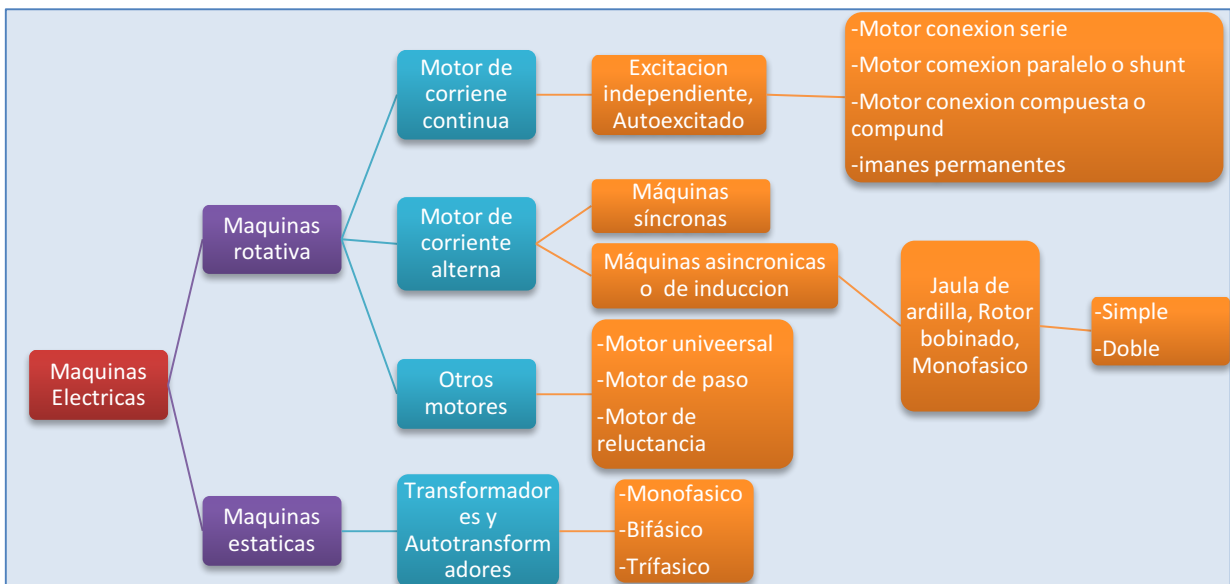 Maquinas
Electricas
Maquinas
rotativa
Motor de
corriene
continua
Excitacion
independiente,
Autoexcitado
-Motor conexion serie
-Motor comexion paralelo o shunt
-Motor conexion compuesta o
compund
-imanes permanentes
Motor de
corriente
alterna
Máquinas
síncronas
Máquinas asincronicas
o de induccion
Jaula de
ardilla, Rotor
bobinado,
Monofasico
-Simple
-Doble
Otros
motores
-Motor univeersal
-Motor de paso
-Motor de
reluctancia
Maquinas
estaticas
Transformador
es y
Autotransform
adores
-Monofasico
-Bifásico
-Trífasico